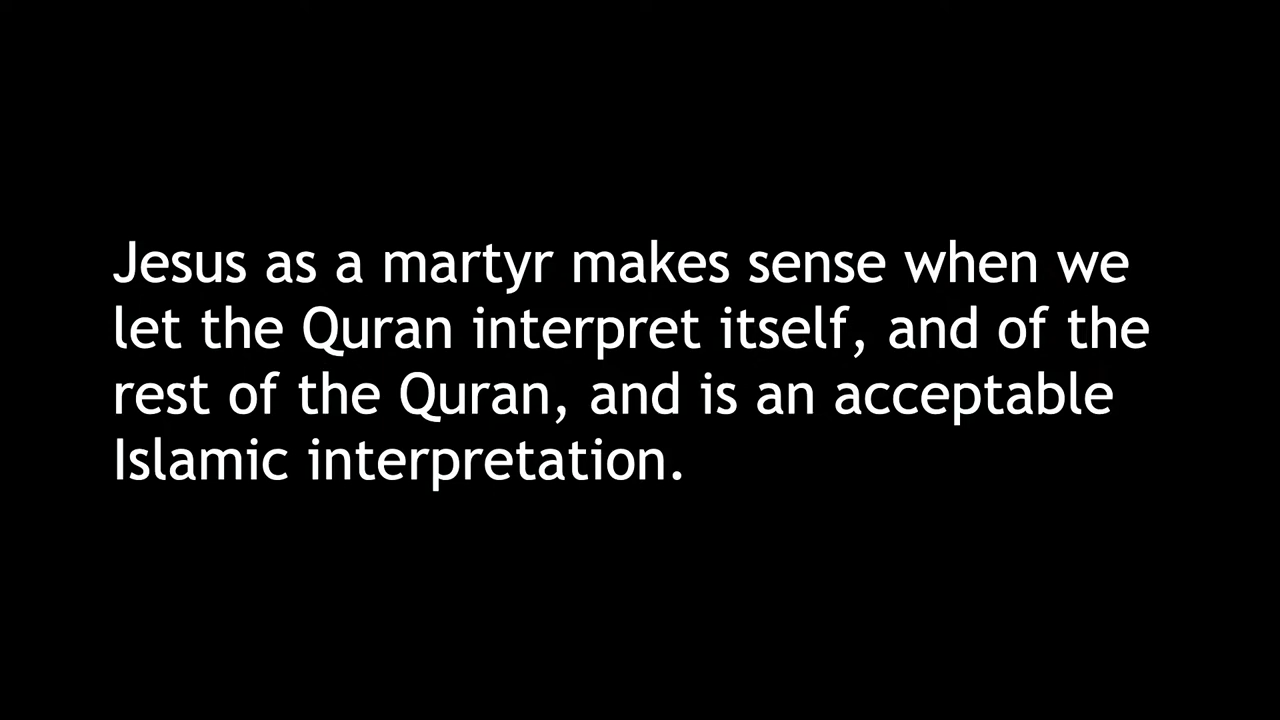 Jesus as a martyr makes sense when we
let the Quran interpret itself, and of the
rest of the Quran, and is an acceptable
Islamic interpretation.